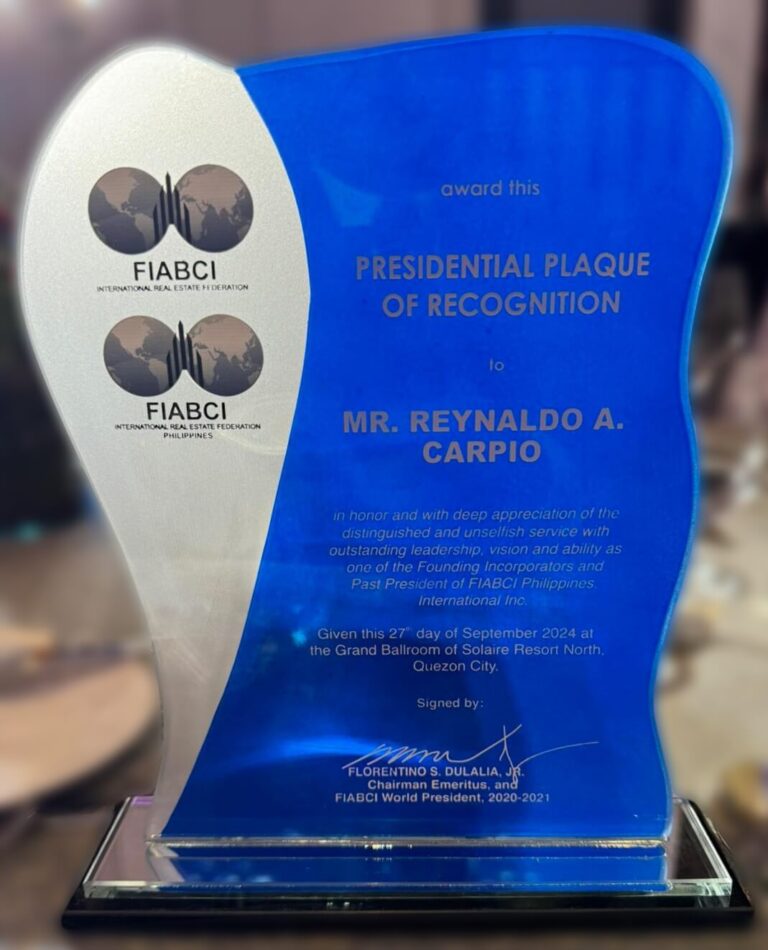 FIABCI
INTERNATIONAL REAL ESTATE FEDERATION
FIABCI
INTERNATIONAL REAL ESTATE FEDERATION
PHILIPPINES
award this
PRESIDENTIAL PLAQUE
OF RECOGNITION
to
MR. REYNALDO A.
CARPIO
in honor and with deep appreciation of the
distinguished and unselfish service with
outstanding leadership, vision and ability as
one of the Founding Incorporators and
Past President of FIABCI Philippines.
International Inc.
Given this 27° day of September 2024 at
the Grand Ballroom of Solaire Resort North,
Quezon City.
Signed by:
FLORENTINO S. DULALIA, JR.
Chairman Emeritus, and
FIABCI World President, 2020-2021